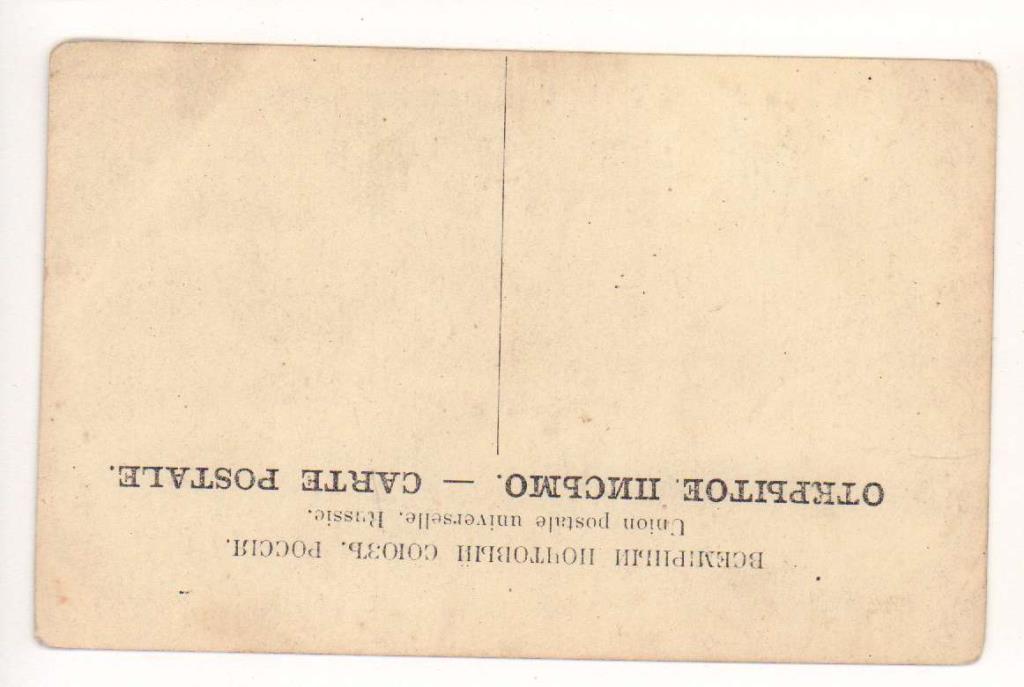 ВСЕМІРНЫЙ ПОЧТОВЫЙ СОЮЗЪ. РОССІЯ.
Union postale universelle. Russie.
ОТКРЫТОЕ ПИСЬМО. — CARTE POSTALE.